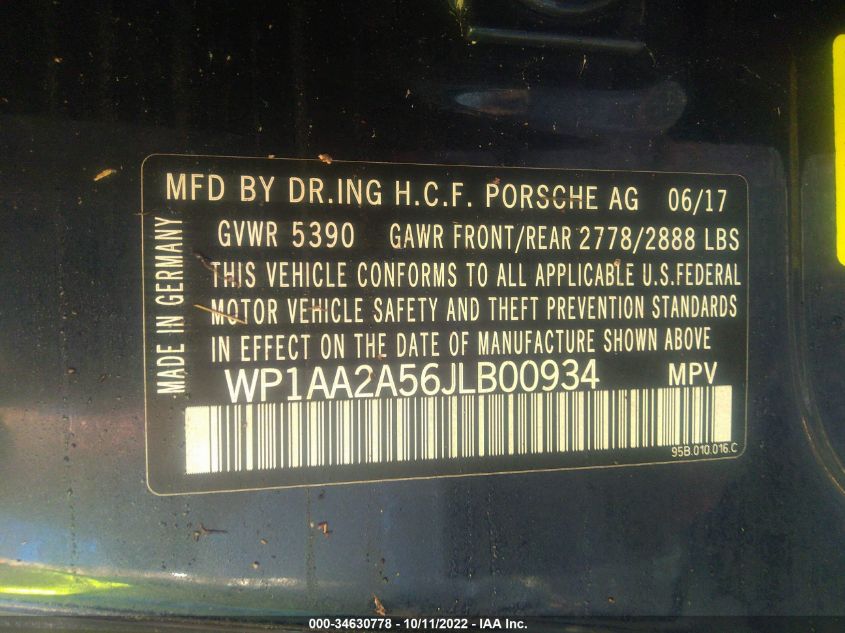 MFD BY DR.ING H.C.F. PORSCHE AG 06/17
GVWR 5390 GAWR FRONT/REAR 2778/2888 LBS
THIS VEHICLE CONFORMS TO ALL APPLICABLE U.S.FEDERAL
MOTOR VEHICLE SAFETY AND THEFT PREVENTION STANDARDS
IN EFFECT ON THE DATE OF MANUFACTURE SHOWN ABOVE
MADE IN GERMANY
WP1AA2A56JLB00934 MPV
95B.010.016.C
000-34630778 - 10/11/2022 - IAA Inc.